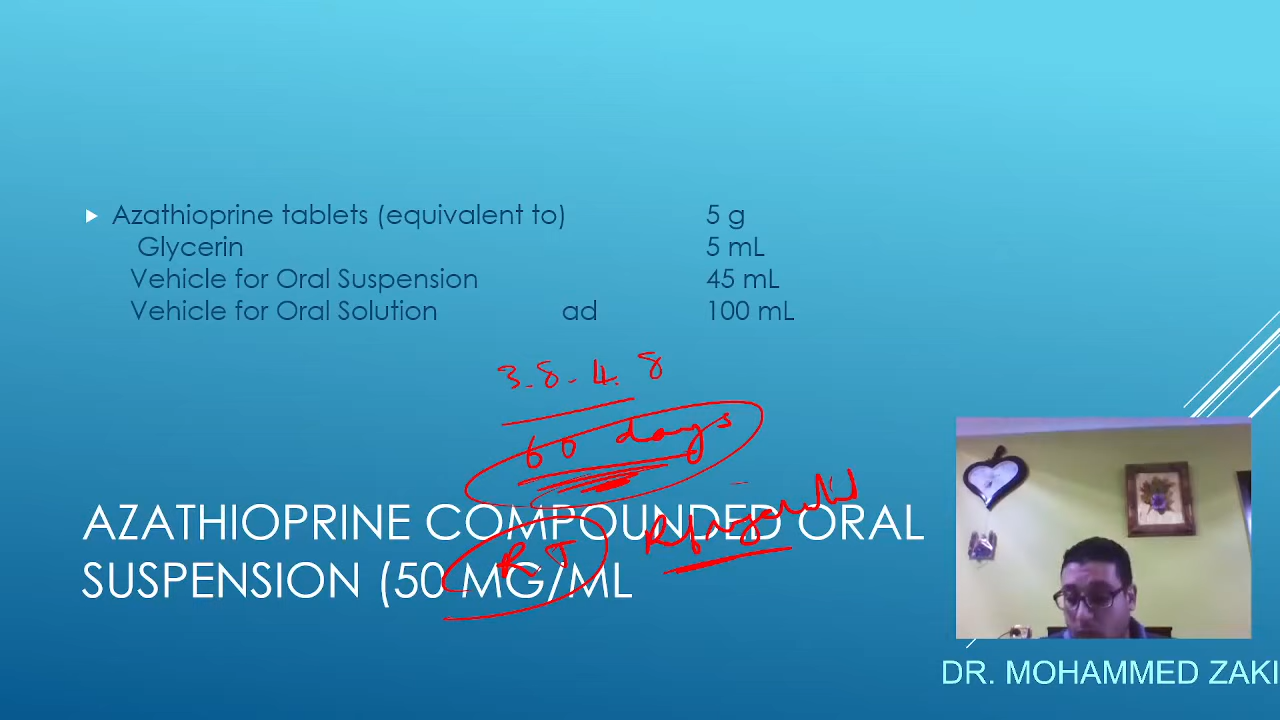 Azathioprine tablets (equivalent to) 5 g
Glycerin 5 mL
Vehicle for Oral Suspension 45 mL
Vehicle for Oral Solution ad 100 mL
3.8 - 4.8
60 days
AZATHIOPRINE COMPOUNDED ORAL
SUSPENSION (50 MG/ML
RT
DR. MOHAMMED ZAKI